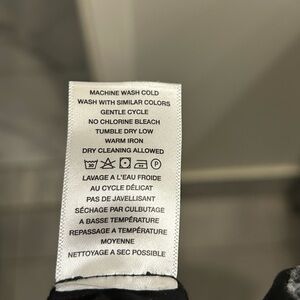 MACHINE WASH COLD
WASH WITH SIMILAR COLORS
GENTLE CYCLE
NO CHLORINE BLEACH
TUMBLE DRY LOW
WARM IRON
DRY CLEANING ALLOWED
30 P
LAVAGE A L'EAU FROIDE
AU CYCLE DÉLICAT
PAS DE JAVELLISANT
SÉCHAGE PAR CULBUTAGE
A BASSE TEMPÉRATURE
REPASSAGE A TEMPÉRATURE
MOYENNE
NETTOYAGE A SEC POSSIBLE